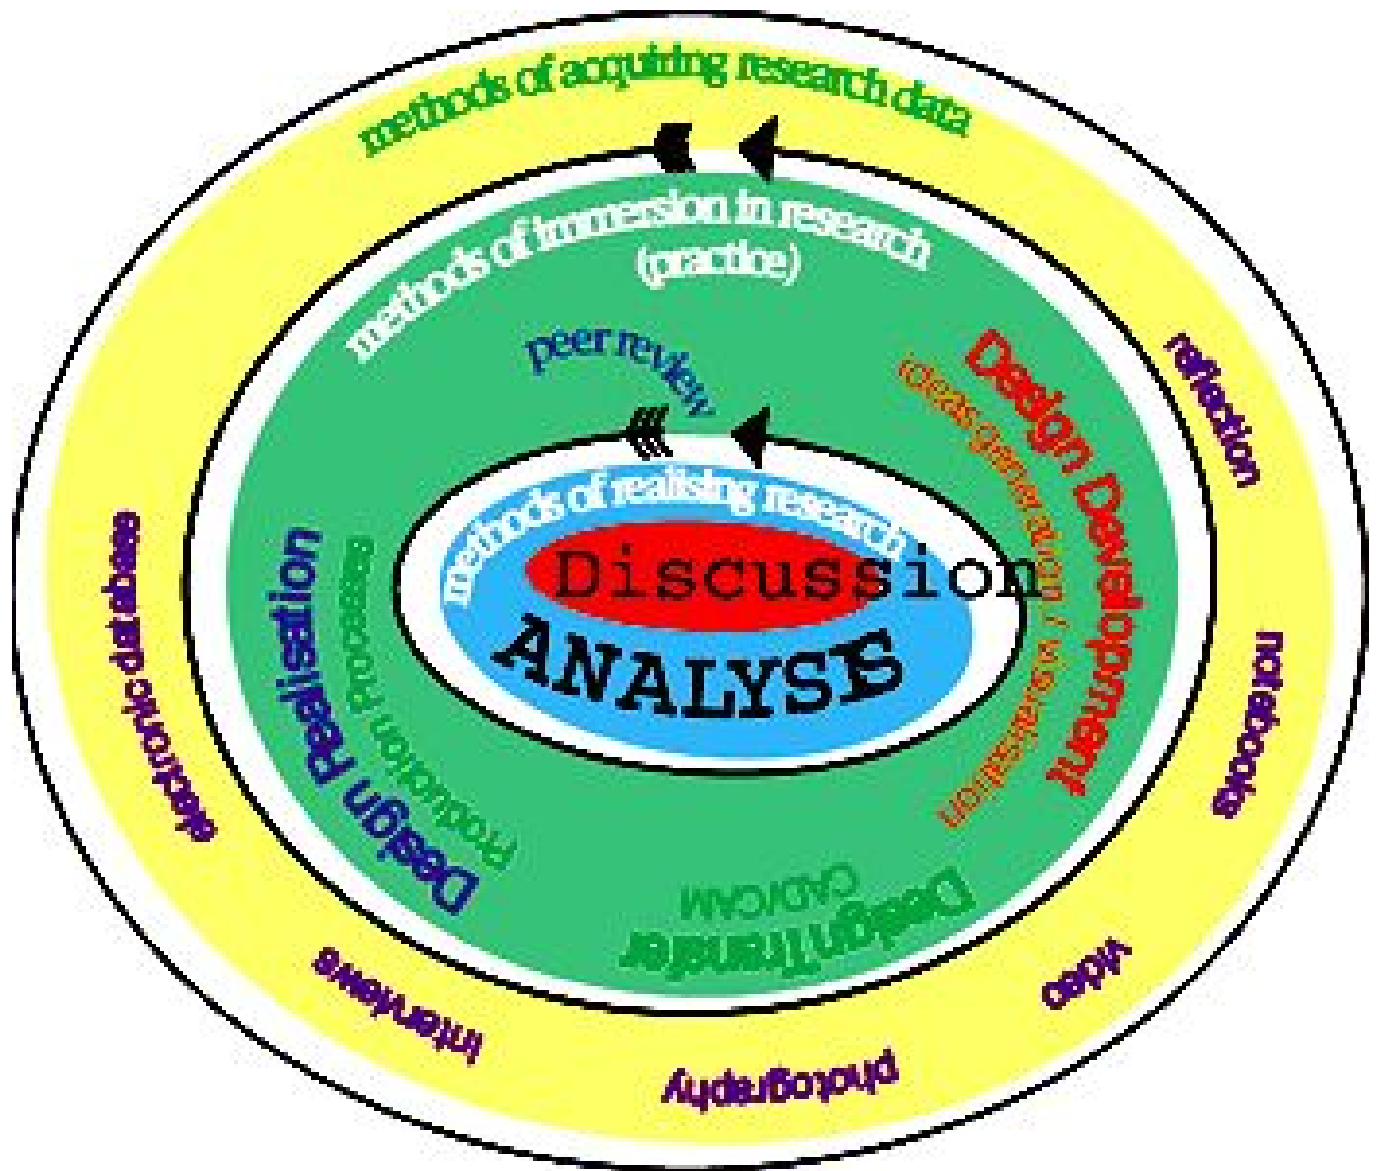 methods of acquiring research data
reflection
notebooks
video
photography
interviews
electronic databases
methods of immersion in research
(practice)
peer review
Design Development
ideas generation / visualisation
Design Transfer
CAD/CAM
Design Realisation
Production Processes
methods of realising research
Discussion
ANALYSIS